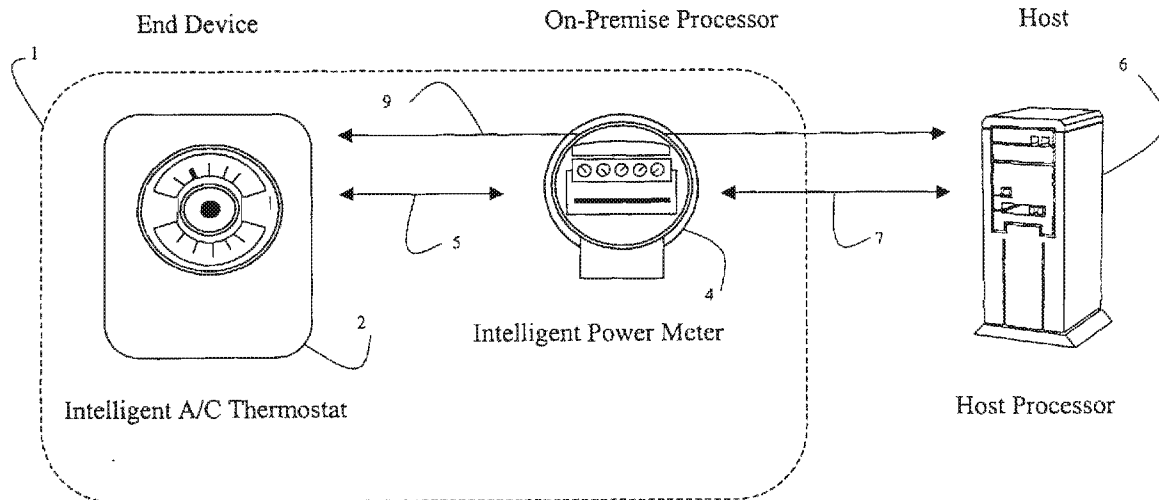 End Device
On-Premise Processor
Host
1
9
6
5
7
4
2
Intelligent Power Meter
Intelligent A/C Thermostat
Host Processor